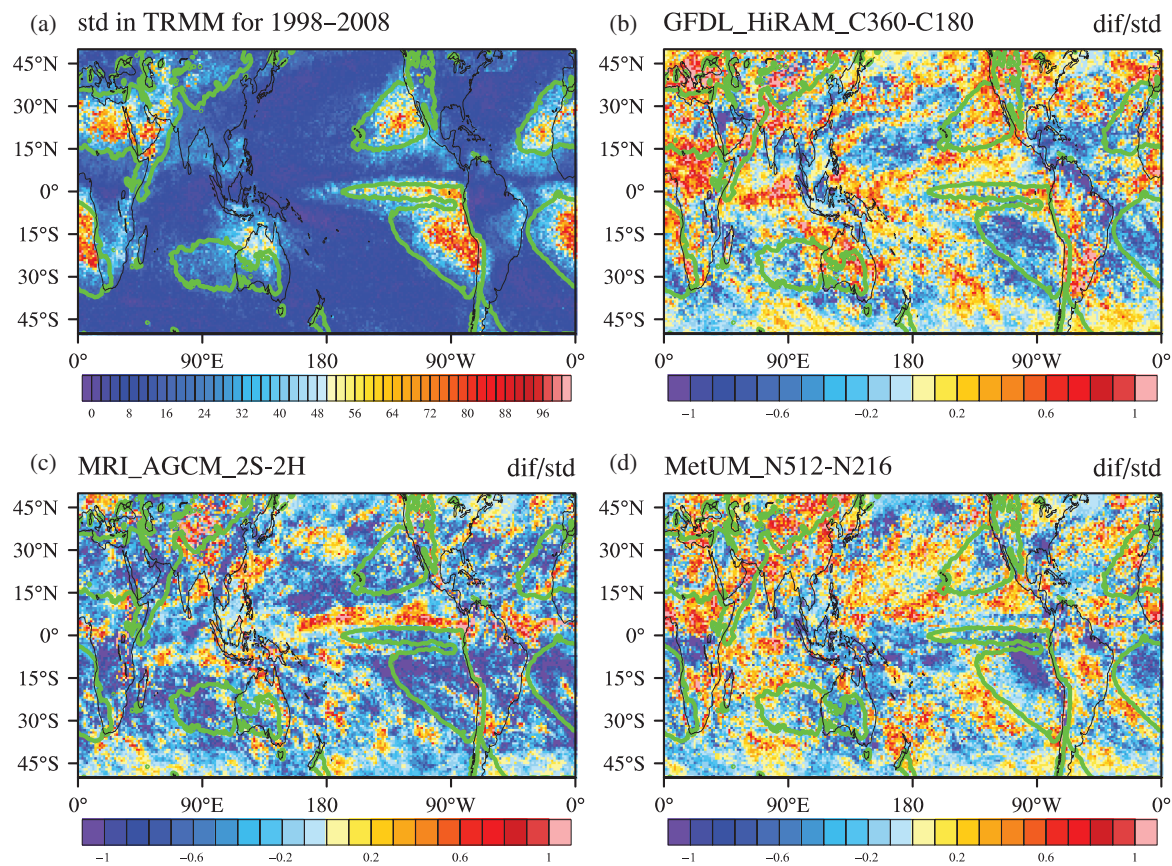 (a) std in TRMM for 1998–2008
45°N
30°N
15°N
0°
15°S
30°S
45°S
0° 90°E 180 90°W 0°
0 8 16 24 32 40 48 56 64 72 80 88 96
(b) GFDL_HiRAM_C360-C180 dif/std
45°N
30°N
15°N
0°
15°S
30°S
45°S
0° 90°E 180 90°W 0°
−1 −0.6 −0.2 0.2 0.6 1
(c) MRI_AGCM_2S-2H dif/std
45°N
30°N
15°N
0°
15°S
30°S
45°S
0° 90°E 180 90°W 0°
−1 −0.6 −0.2 0.2 0.6 1
(d) MetUM_N512-N216 dif/std
45°N
30°N
15°N
0°
15°S
30°S
45°S
0° 90°E 180 90°W 0°
−1 −0.6 −0.2 0.2 0.6 1